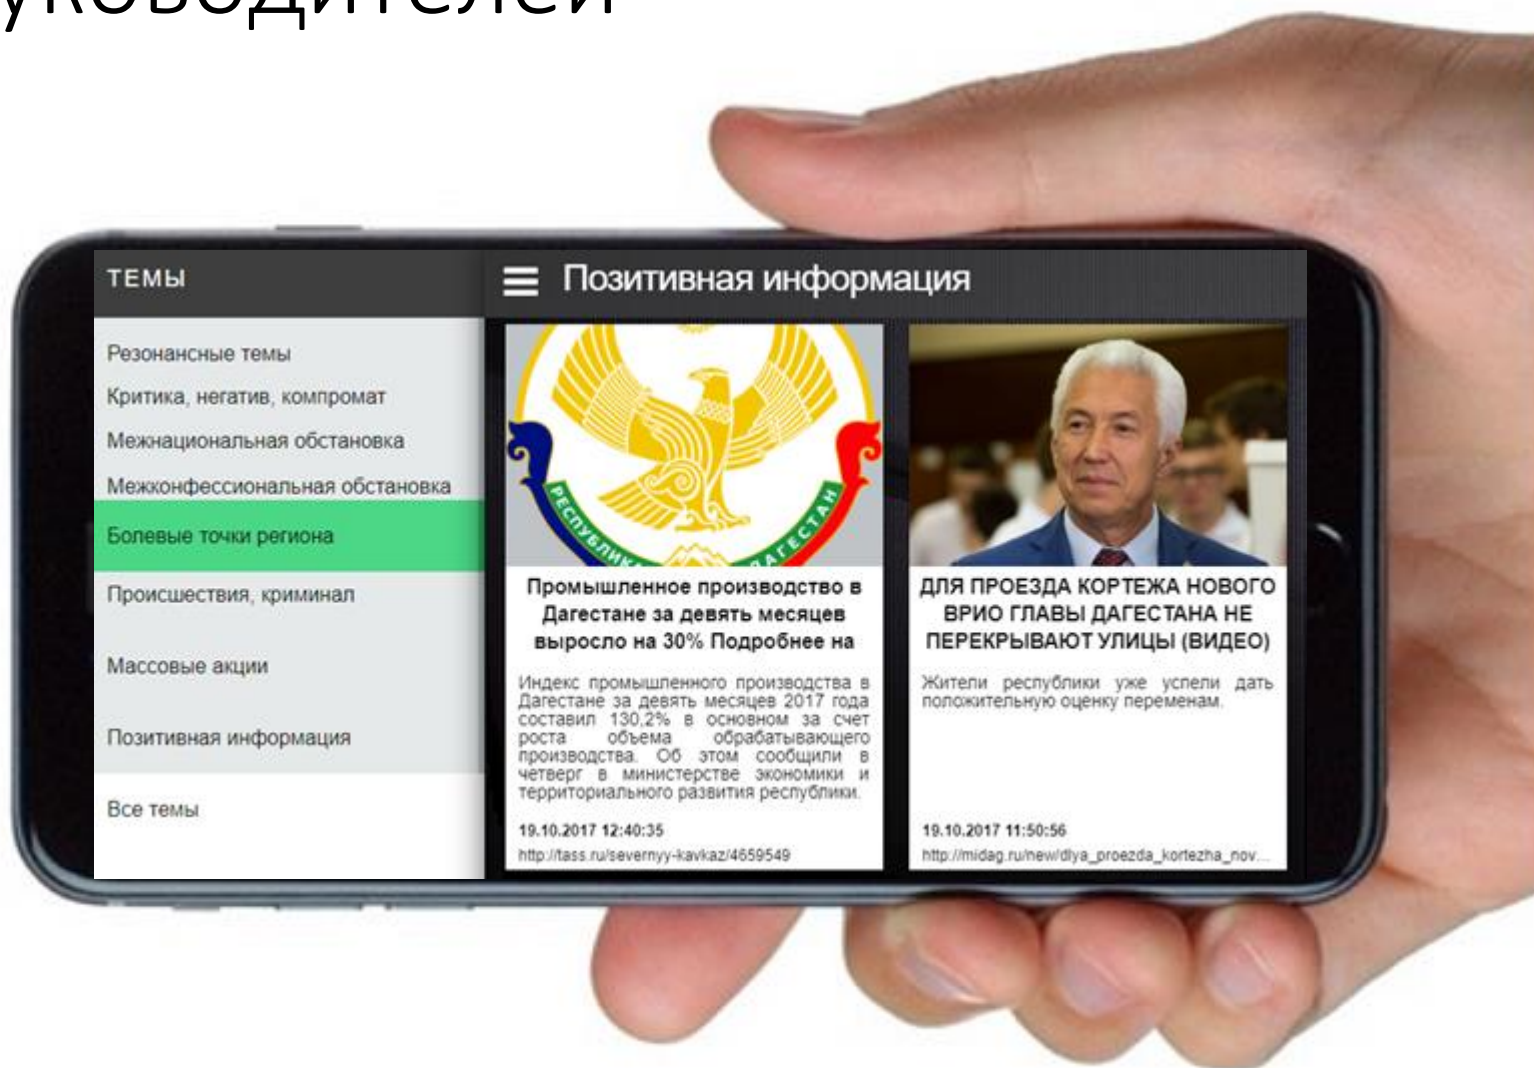 уководителей
ТЕМЫ
Резонансные темы
Критика, негатив, компромат
Межнациональная обстановка
Межконфессиональная обстановка
Болевые точки региона
Происшествия, криминал
Массовые акции
Позитивная информация
Все темы
Позитивная информация
РЕСПУБЛИКА ДАГЕСТАН
Промышленное производство в
Дагестане за девять месяцев
выросло на 30% Подробнее на
Индекс промышленного производства в
Дагестане за девять месяцев 2017 года
составил 130,2% в основном за счет
роста объема обрабатывающего
производства. Об этом сообщили в
четверг в министерстве экономики и
территориального развития республики.
19.10.2017 12:40:35
http://tass.ru/severnyy-kavkaz/4659549
ДЛЯ ПРОЕЗДА КОРТЕЖА НОВОГО
ВРИО ГЛАВЫ ДАГЕСТАНА НЕ
ПЕРЕКРЫВАЮТ УЛИЦЫ (ВИДЕО)
Жители республики уже успели дать
положительную оценку переменам.
19.10.2017 11:50:56
http://midag.ru/new/dlya_proezda_kortezha_nov...